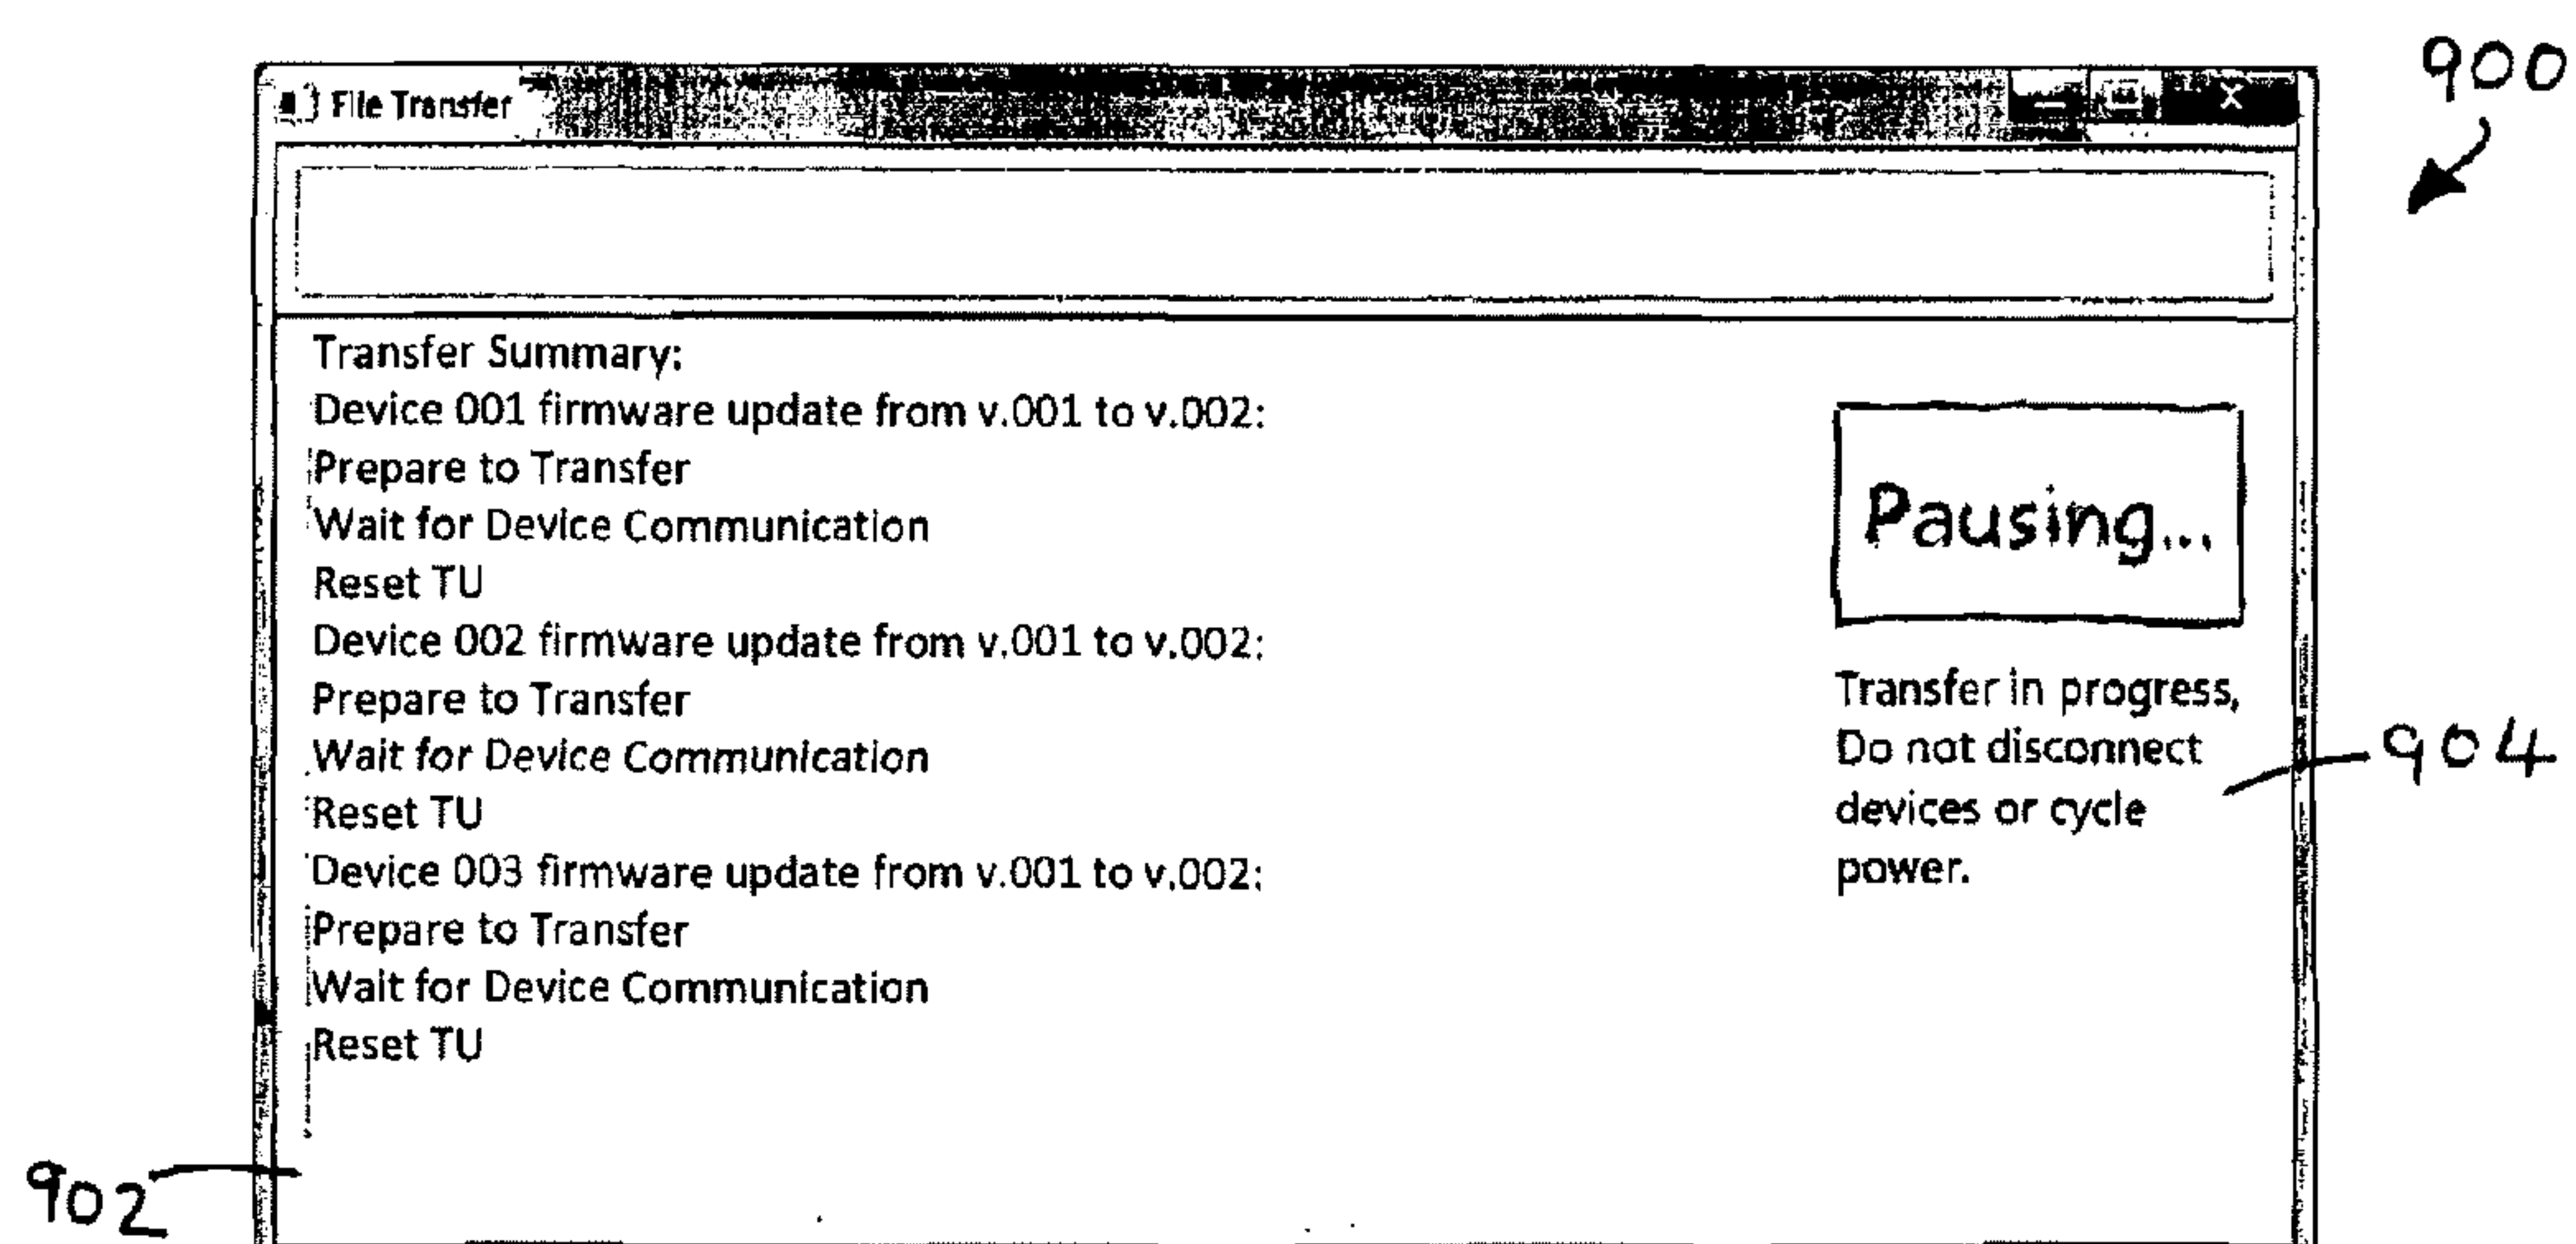 900
File Transfer
Transfer Summary:
Device 001 firmware update from v.001 to v.002:
Prepare to Transfer
Wait for Device Communication
Reset TU
Device 002 firmware update from v.001 to v.002:
Prepare to Transfer
Wait for Device Communication
Reset TU
Device 003 firmware update from v.001 to v.002:
Prepare to Transfer
Wait for Device Communication
Reset TU
Pausing...
Transfer in progress,
Do not disconnect
devices or cycle
power.
904
902